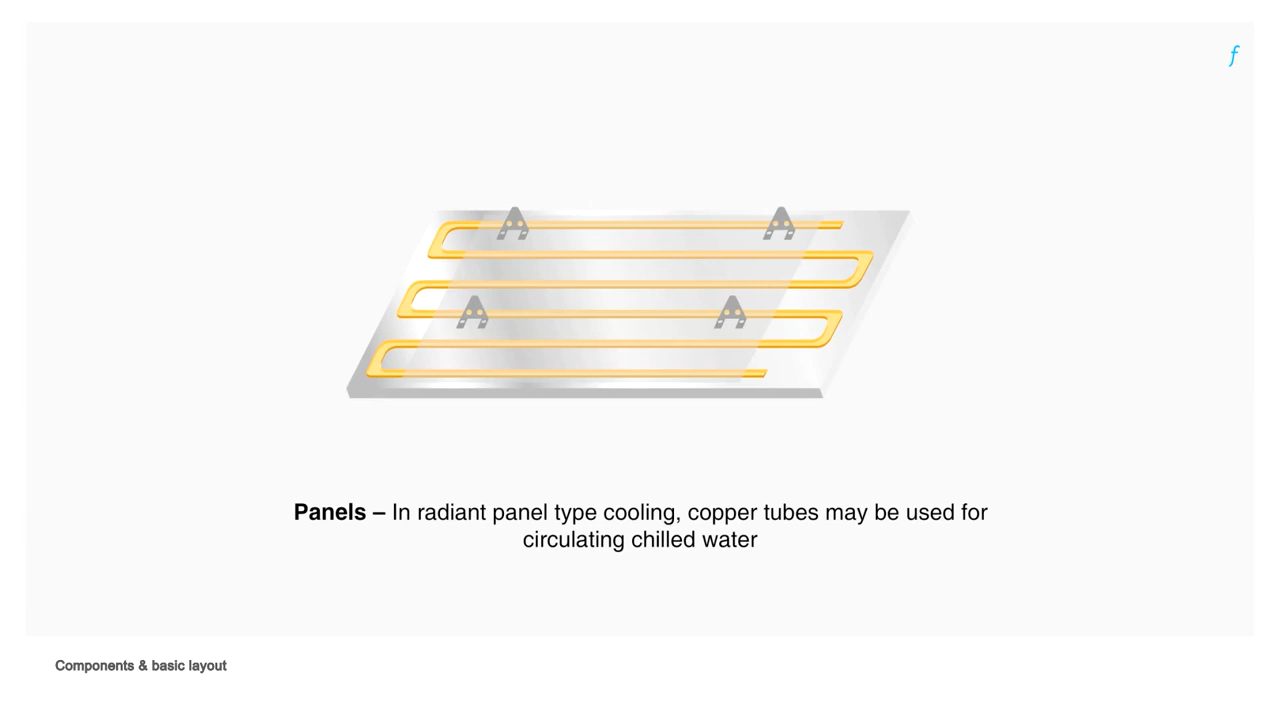 f
Panels – In radiant panel type cooling, copper tubes may be used for
circulating chilled water
Components & basic layout